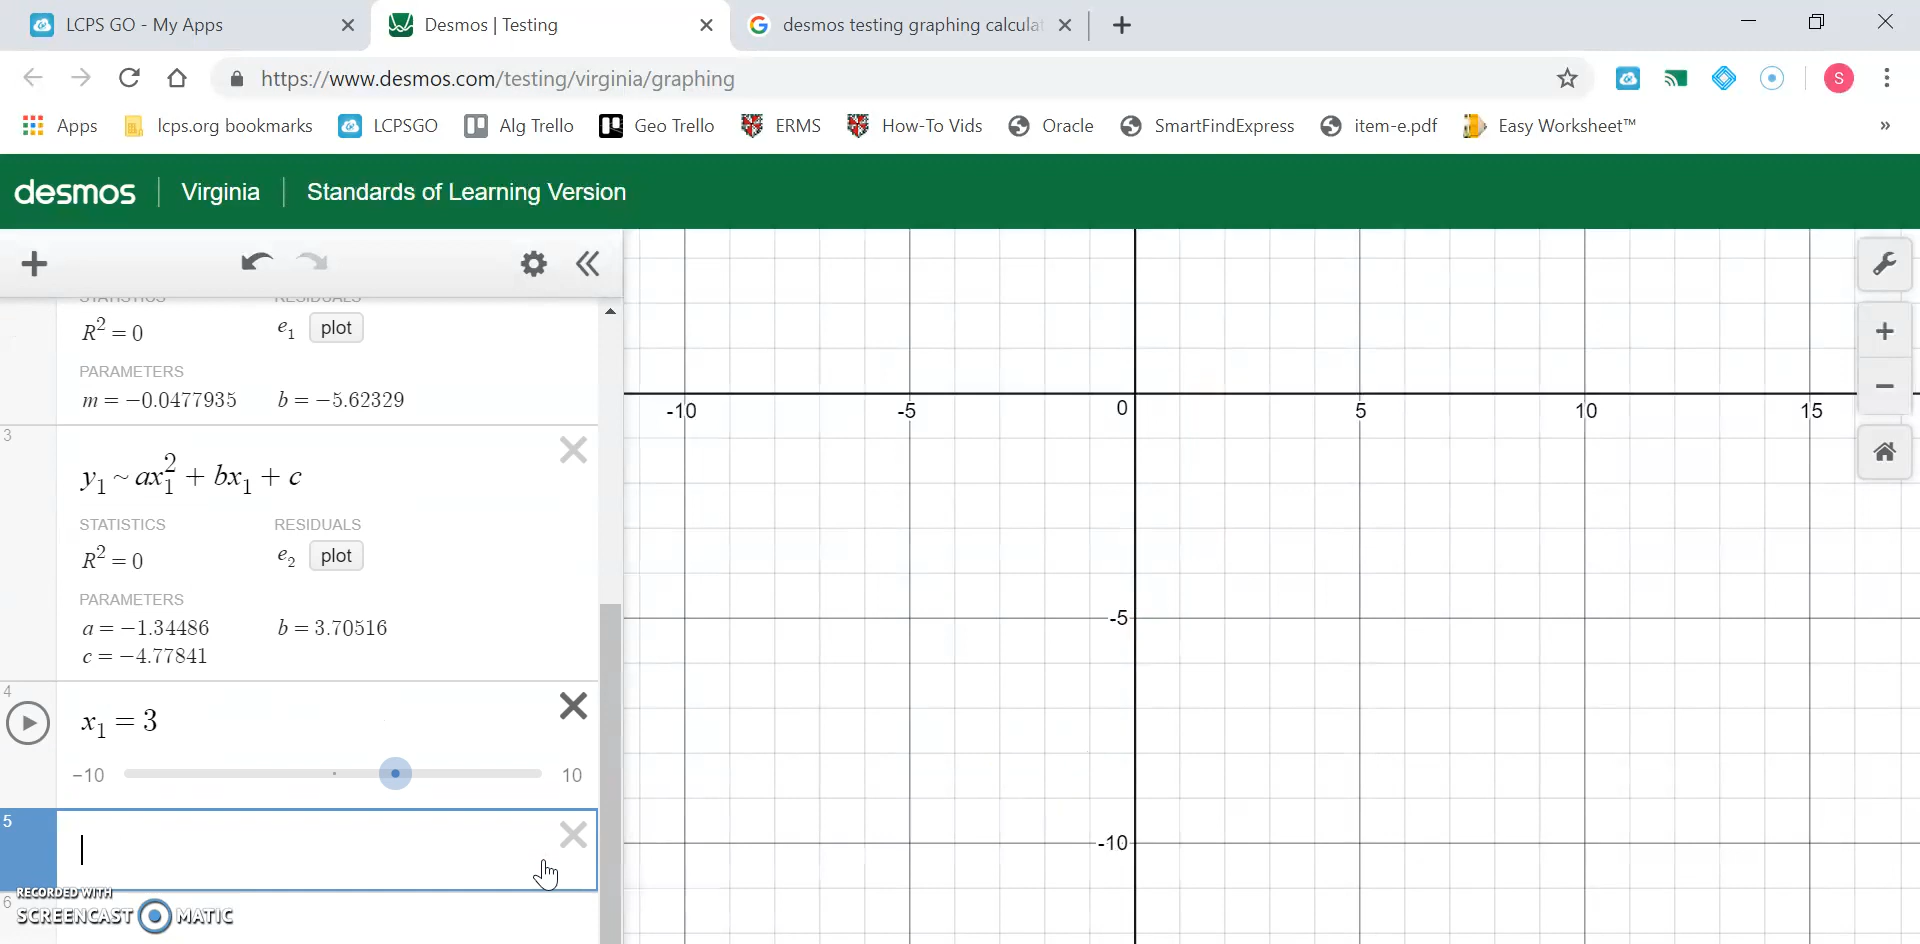 LCPS GO - My Apps
Desmos | Testing
desmos testing graphing calcula
https://www.desmos.com/testing/virginia/graphing
S
Apps
lcps.org bookmarks
LCPSGO
Alg Trello
Geo Trello
ERMS
How-To Vids
Oracle
SmartFindExpress
item-e.pdf
Easy Worksheet™
»
desmos
Virginia
Standards of Learning Version
STATISTICS RESIDUALS
R² = 0 e₁ plot
PARAMETERS
m = −0.0477935 b = −5.62329
3
y₁ ~ ax₁² + bx₁ + c
STATISTICS RESIDUALS
R² = 0 e₂ plot
PARAMETERS
a = −1.34486 b = 3.70516
c = −4.77841
4
x₁ = 3
−10 10
5
6
RECORDED WITH
SCREENCAST MATIC
-10 -5 0 5 10 15
-5
-10